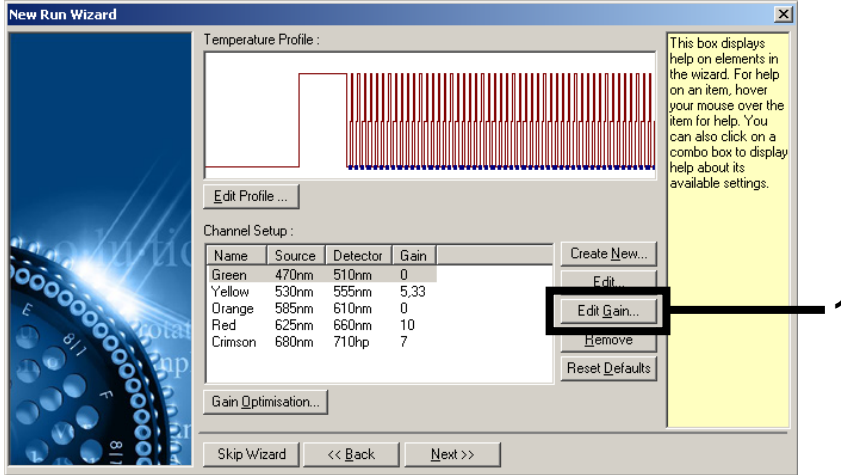 New Run Wizard
Temperature Profile :
Edit Profile ...
Channel Setup :
Name Source Detector Gain
Green 470nm 510nm 0
Yellow 530nm 555nm 5,33
Orange 585nm 610nm 0
Red 625nm 660nm 10
Crimson 680nm 710hp 7
Create New...
Edit...
Edit Gain...
Remove
Reset Defaults
Gain Optimisation...
Skip Wizard
<< Back
Next >>
This box displays
help on elements in
the wizard. For help
on an item, hover
your mouse over the
item for help. You
can also click on a
combo box to display
help about its
available settings.
1